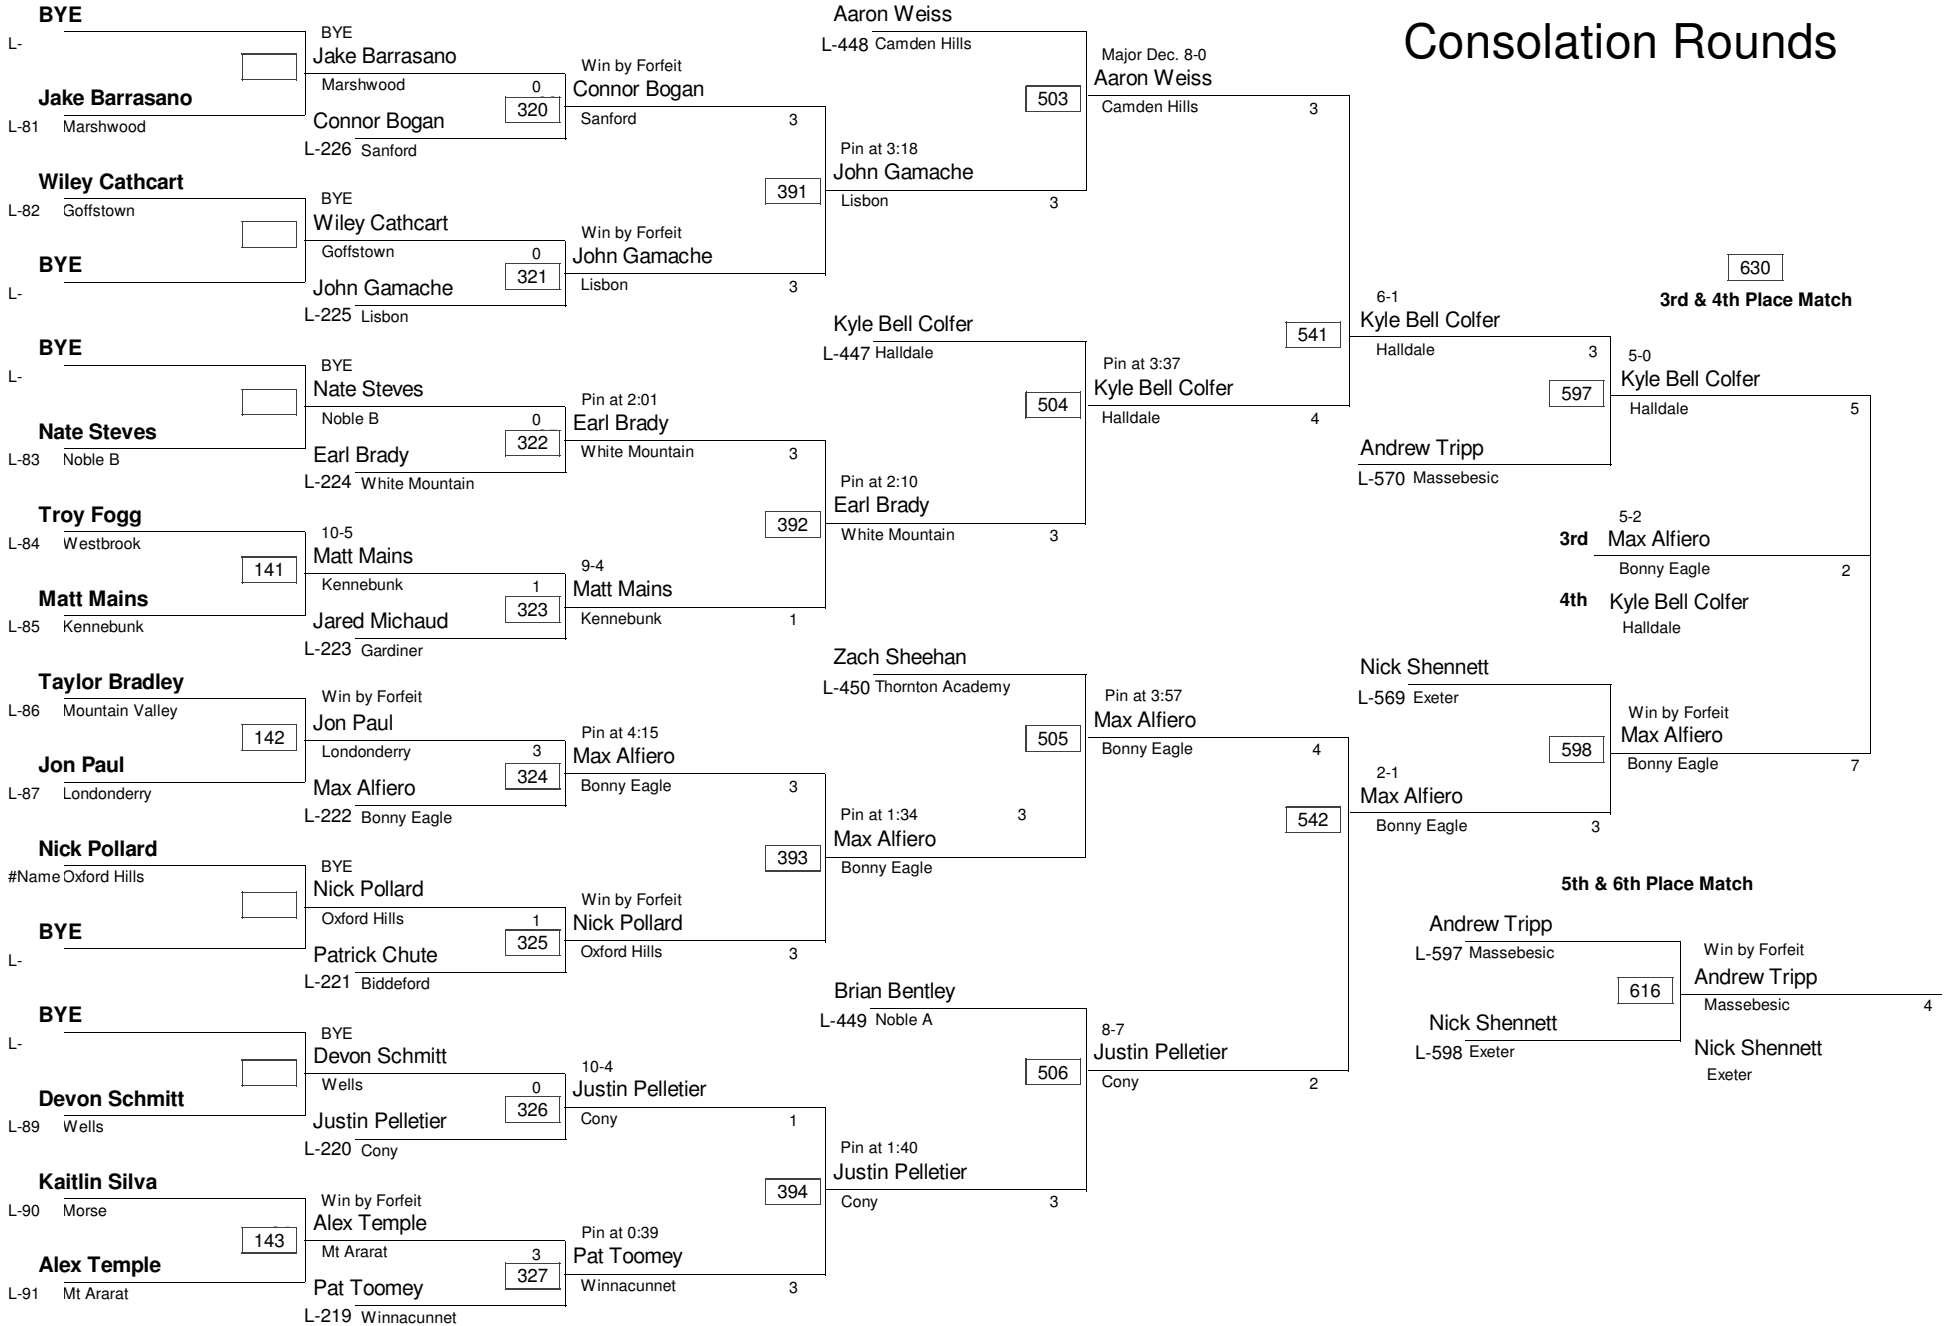 Consolation Rounds
BYE
L-
Jake Barrasano
L-81 Marshwood
Wiley Cathcart
L-82 Goffstown
BYE
L-
BYE
L-
Nate Steves
L-83 Noble B
Troy Fogg
L-84 Westbrook
141
Matt Mains
L-85 Kennebunk
Taylor Bradley
L-86 Mountain Valley
142
Jon Paul
L-87 Londonderry
Nick Pollard
#Name Oxford Hills
BYE
L-
BYE
L-
Devon Schmitt
L-89 Wells
Kaitlin Silva
L-90 Morse
143
Alex Temple
L-91 Mt Ararat
BYE
Jake Barrasano
Marshwood 0
320
Connor Bogan
L-226 Sanford
BYE
Wiley Cathcart
Goffstown 0
321
John Gamache
L-225 Lisbon
BYE
Nate Steves
Noble B 0
322
Earl Brady
L-224 White Mountain
10-5
Matt Mains
Kennebunk 1
323
Jared Michaud
L-223 Gardiner
Win by Forfeit
Jon Paul
Londonderry 3
324
Max Alfiero
L-222 Bonny Eagle
BYE
Nick Pollard
Oxford Hills 1
325
Patrick Chute
L-221 Biddeford
BYE
Devon Schmitt
Wells 0
326
Justin Pelletier
L-220 Cony
Win by Forfeit
Alex Temple
Mt Ararat 3
327
Pat Toomey
L-219 Winnacunnet
Win by Forfeit
Connor Bogan
Sanford 3
391
Win by Forfeit
John Gamache
Lisbon 3
Pin at 2:01
Earl Brady
White Mountain 3
392
9-4
Matt Mains
Kennebunk 1
Pin at 4:15
Max Alfiero
Bonny Eagle 3
393
Win by Forfeit
Nick Pollard
Oxford Hills 3
10-4
Justin Pelletier
Cony 1
394
Pin at 0:39
Pat Toomey
Winnacunnet 3
Aaron Weiss
L-448 Camden Hills
503
Pin at 3:18
John Gamache
Lisbon 3
Kyle Bell Colfer
L-447 Halldale
504
Pin at 2:10
Earl Brady
White Mountain 3
Zach Sheehan
L-450 Thornton Academy
505
Pin at 1:34 3
Max Alfiero
Bonny Eagle
Brian Bentley
L-449 Noble A
506
Pin at 1:40
Justin Pelletier
Cony 3
Major Dec. 8-0
Aaron Weiss
Camden Hills 3
541
Pin at 3:37
Kyle Bell Colfer
Halldale 4
Pin at 3:57
Max Alfiero
Bonny Eagle 4
542
8-7
Justin Pelletier
Cony 2
6-1
Kyle Bell Colfer
Halldale 3
597
Andrew Tripp
L-570 Massebesic
Nick Shennett
L-569 Exeter
598
2-1
Max Alfiero
Bonny Eagle 3
630
3rd & 4th Place Match
5-0
Kyle Bell Colfer
Halldale 5
5-2
3rd Max Alfiero
Bonny Eagle 2
4th Kyle Bell Colfer
Halldale
Win by Forfeit
Max Alfiero
Bonny Eagle 7
5th & 6th Place Match
Andrew Tripp
L-597 Massebesic
616
Nick Shennett
L-598 Exeter
Win by Forfeit
Andrew Tripp
Massebesic 4
Nick Shennett
Exeter